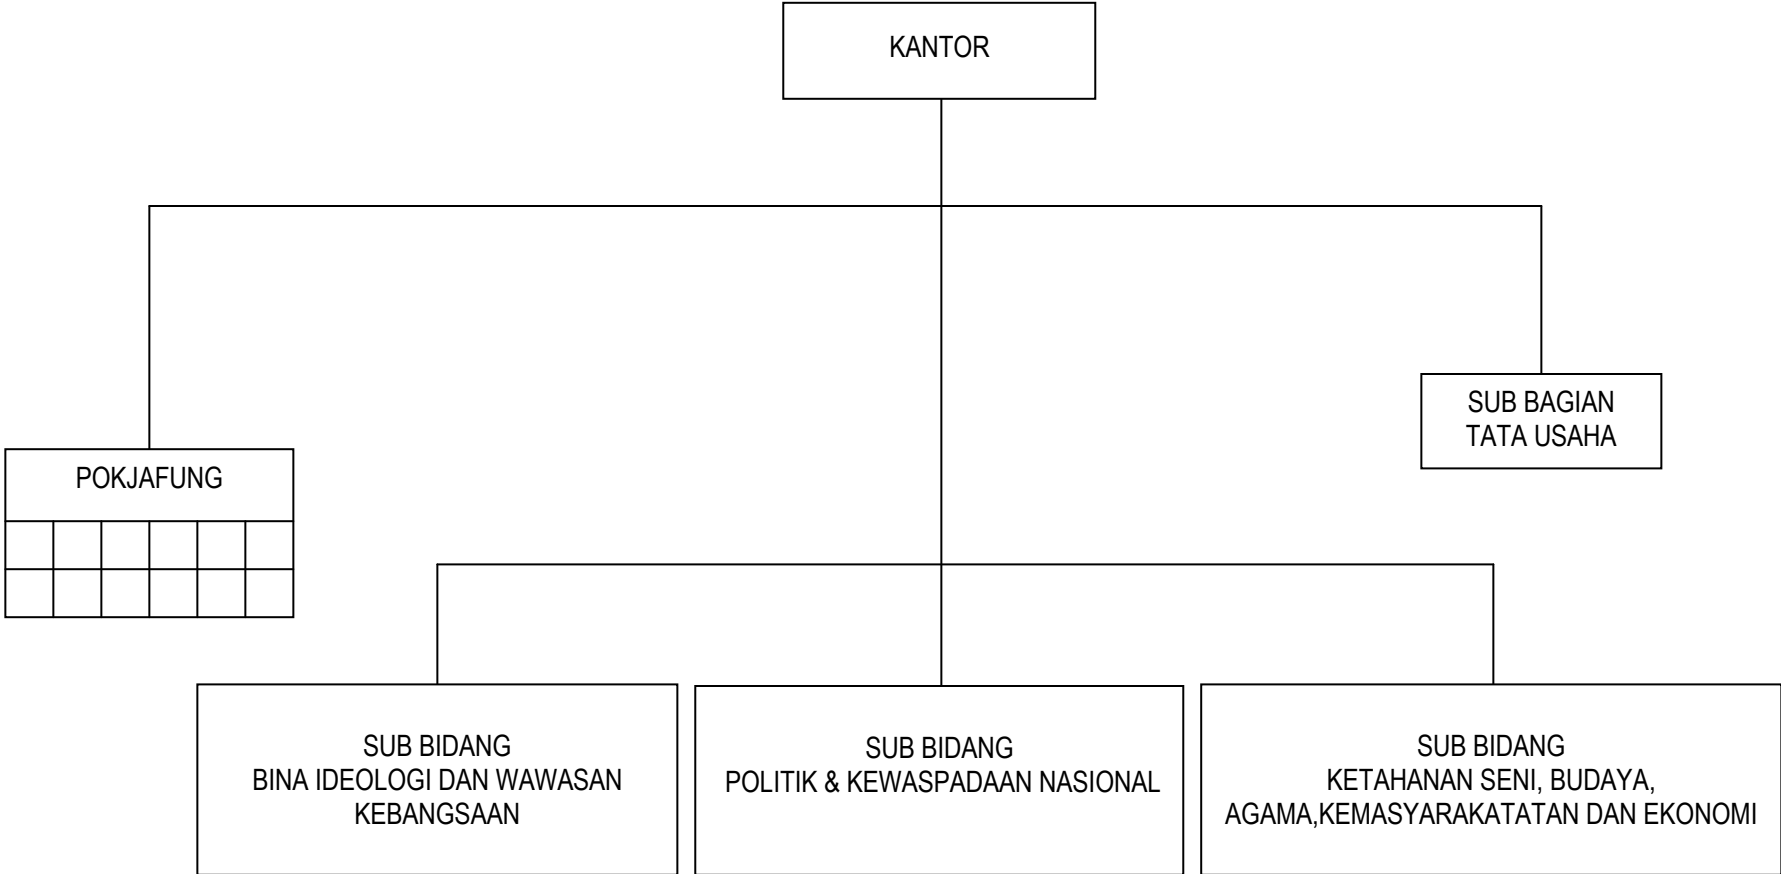 KANTOR
SUB BAGIAN
TATA USAHA
POKJAFUNG
SUB BIDANG
BINA IDEOLOGI DAN WAWASAN
KEBANGSAAN
SUB BIDANG
POLITIK & KEWASPADAAN NASIONAL
SUB BIDANG
KETAHANAN SENI, BUDAYA,
AGAMA,KEMASYARAKATATAN DAN EKONOMI